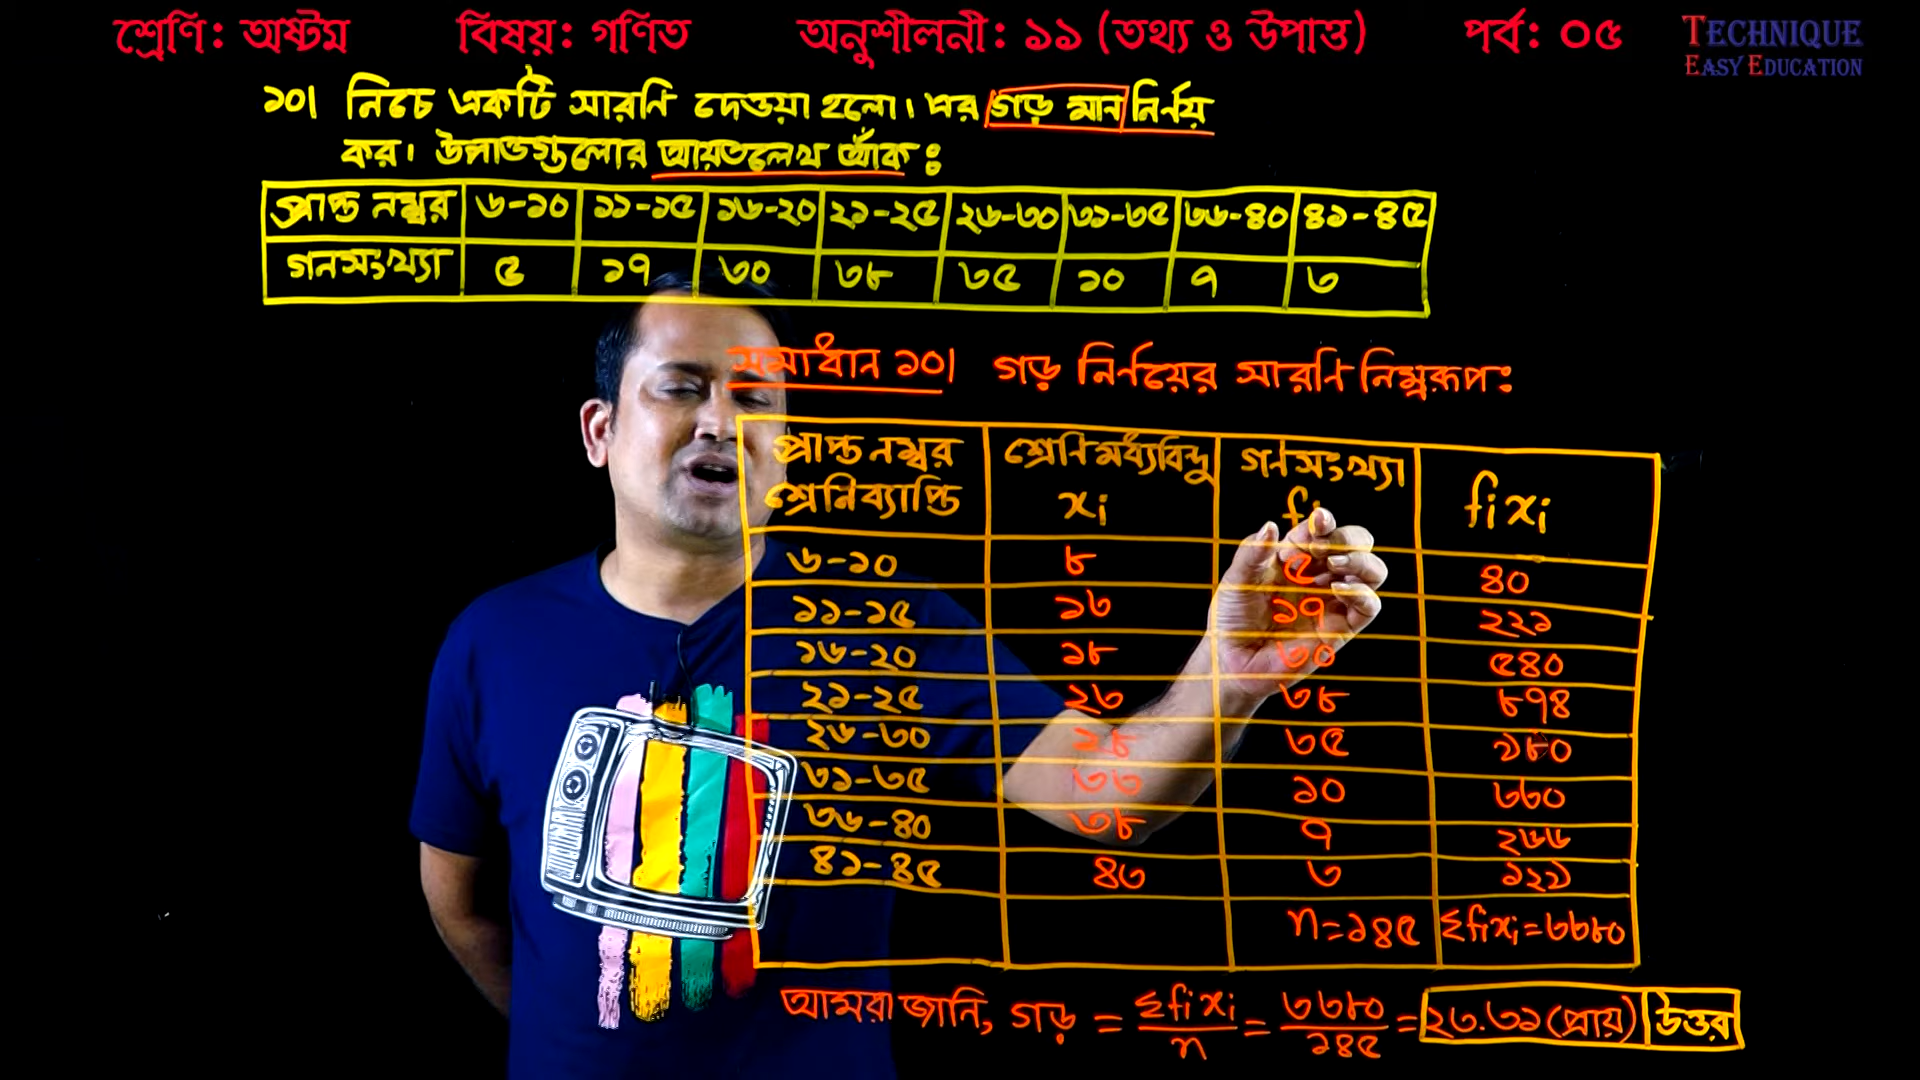 শ্রেণি: অষ্টম বিষয়: গণিত অনুশীলনী: ১১ (তথ্য ও উপাত্ত) পর্ব: ০৫ TECHNIQUE
EASY EDUCATION
১০। নিচে একটি সারণি দেওয়া হলো। এর গড় মান নির্ণয়
কর। উপাত্তগুলোর আয়তলেখ আঁক:
প্রাপ্ত নম্বর ৬-১০ ১১-১৫ ১৬-২০ ২১-২৫ ২৬-৩০ ৩১-৩৫ ৩৬-৪০ ৪১-৪৫
গনসংখ্যা ৫ ১৭ ৩০ ৩৮ ৩৫ ১০ ৭ ৩
সমাধান ১০। গড় নির্ণয়ের সারণি নিম্নরূপ:
প্রাপ্ত নম্বর শ্রেণি মধ্যবিন্দু গনসংখ্যা
শ্রেনিব্যাপ্তি xi fi fixi
৬-১০ ৮ ৫ ৪০
১১-১৫ ১৩ ১৭ ২২১
১৬-২০ ১৮ ৩০ ৫৪০
২১-২৫ ২৩ ৩৮ ৮৭৪
২৬-৩০ ২৮ ৩৫ ৯৮০
৩১-৩৫ ৩৩ ১০ ৩৩০
৩৬-৪০ ৩৮ ৭ ২৬৬
৪১-৪৫ ৪৩ ৩ ১২৯
n=১৪৫ Σfixi=৩৩৮০
আমরা জানি, গড় = Σfixi/n = ৩৩৮০/১৪৫ = ২৩.৩১ (প্রায়) উত্তর